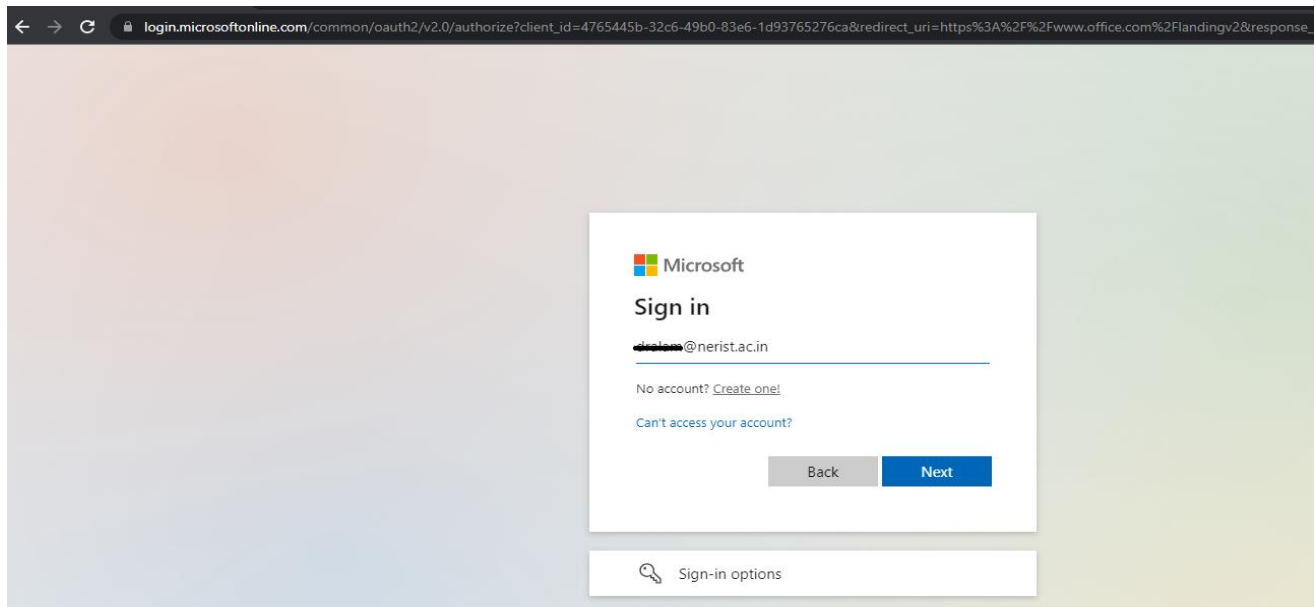 login.microsoftonline.com/common/oauth2/v2.0/authorize?client_id=4765445b-32c6-49b0-83e6-1d93765276ca&redirect_uri=https%3A%2F%2Fwww.office.com%2Flandingv2&response_
Microsoft
Sign in
@nerist.ac.in
No account? Create one!
Can't access your account?
Back Next
Sign-in options